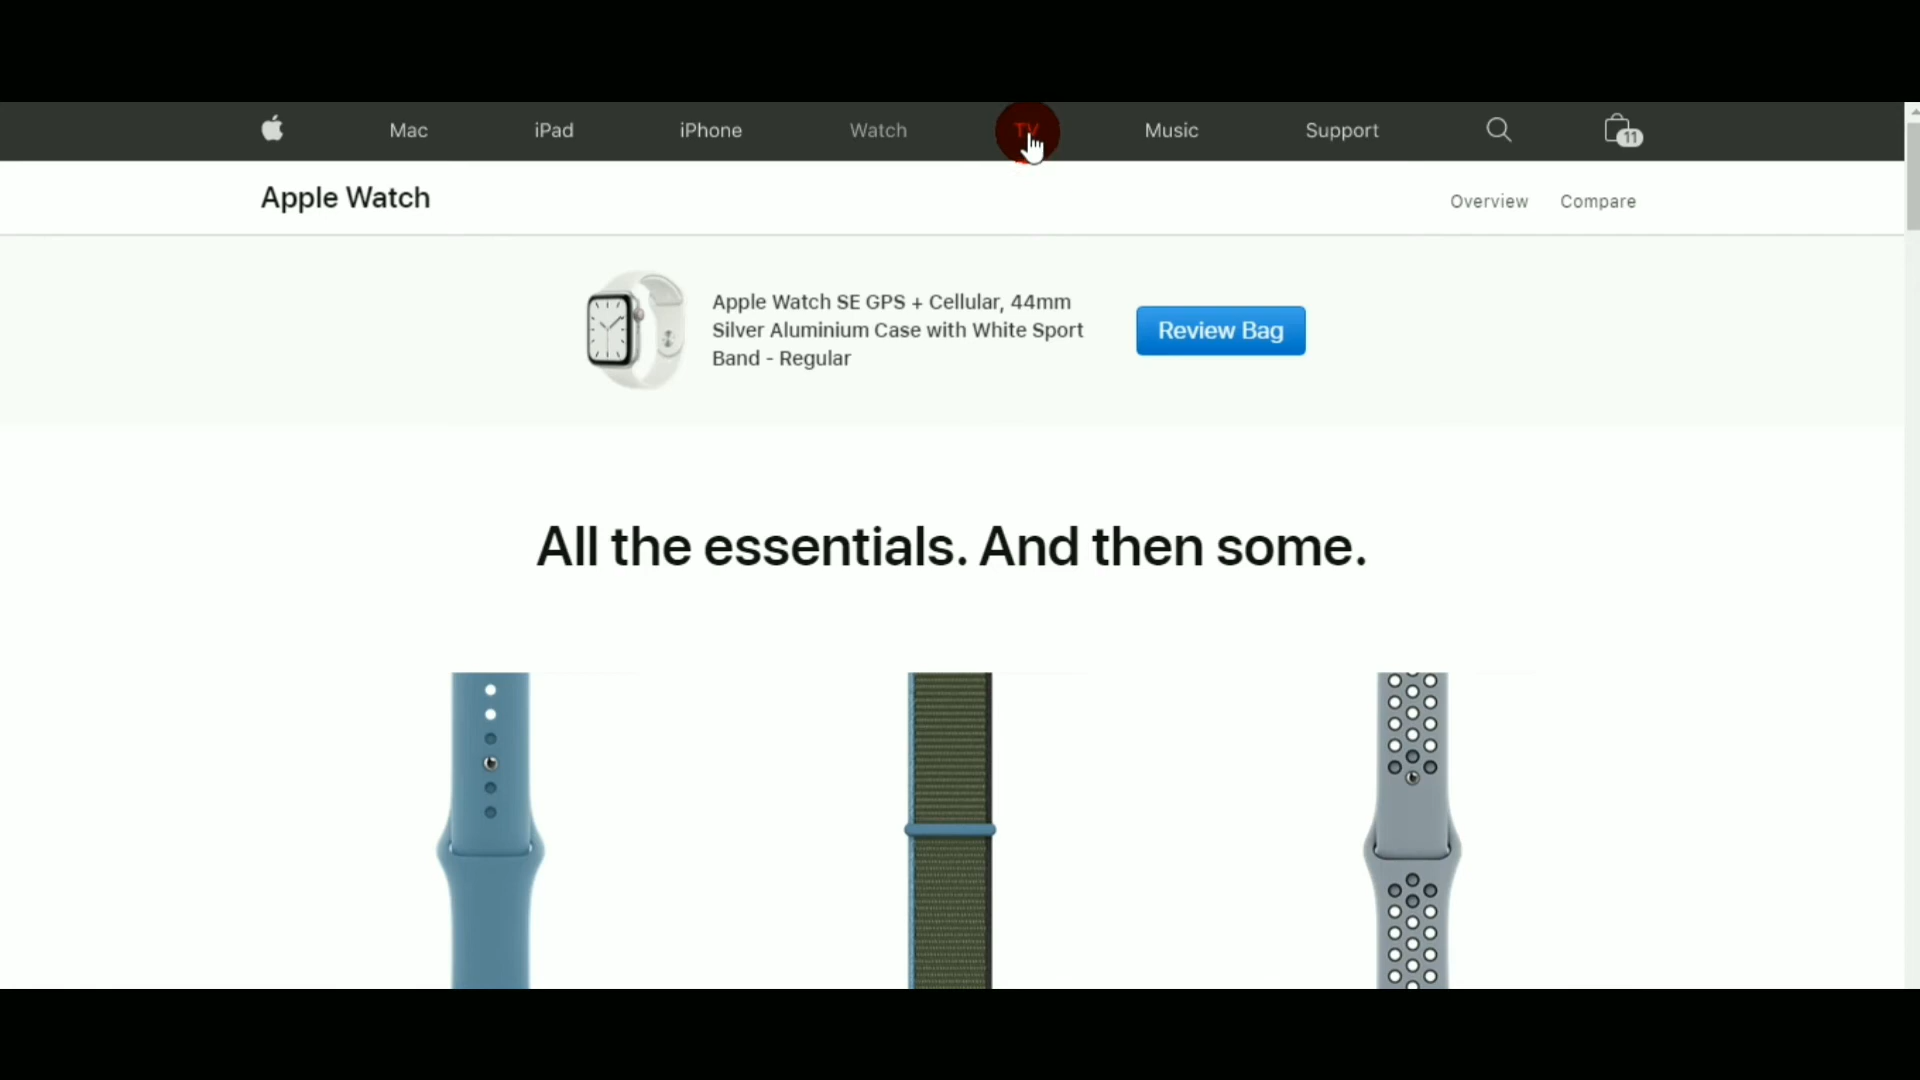 Mac iPad iPhone Watch TV Music Support 11
Apple Watch
Overview Compare
Apple Watch SE GPS + Cellular, 44mm
Silver Aluminium Case with White Sport
Band - Regular
Review Bag
All the essentials. And then some.